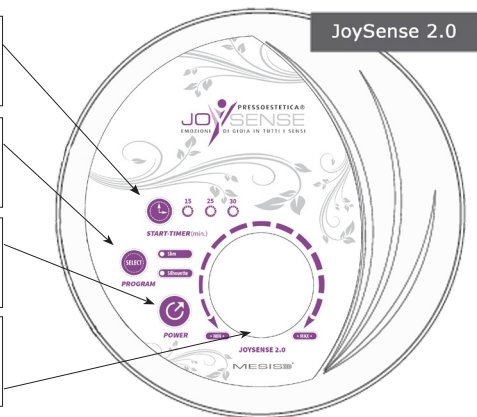 JoySense 2.0
PRESSOESTETICA®
JOYSENSE
EMOZIONI DI GIOIA IN TUTTI I SENSI
15 25 30
START-TIMER (min.)
SELECT
Slim
Silhouette
PROGRAM
POWER
• MIN •
• MAX •
JOYSENSE 2.0
MESIS